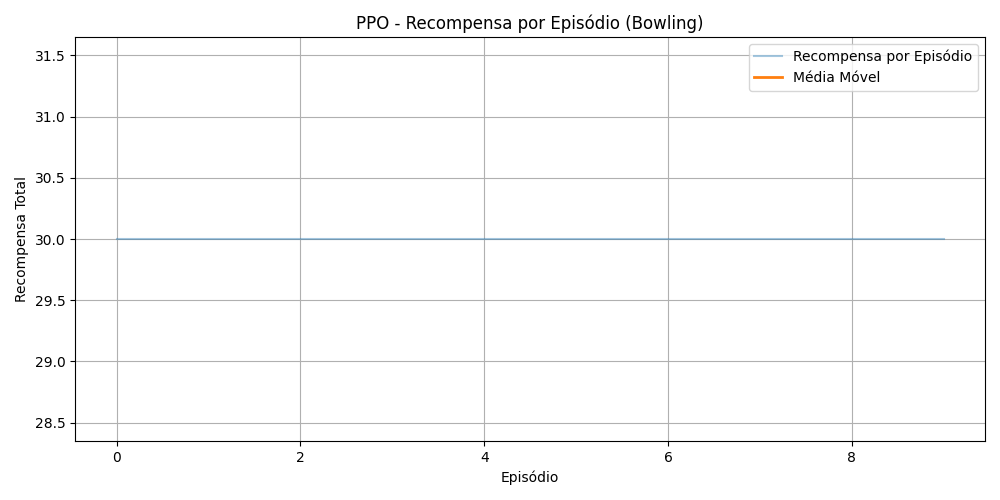 PPO - Recompensa por Episódio (Bowling)
Recompensa por Episódio
Média Móvel
31.5
31.0
30.5
30.0
29.5
29.0
28.5
Recompensa Total
0 2 4 6 8
Episódio